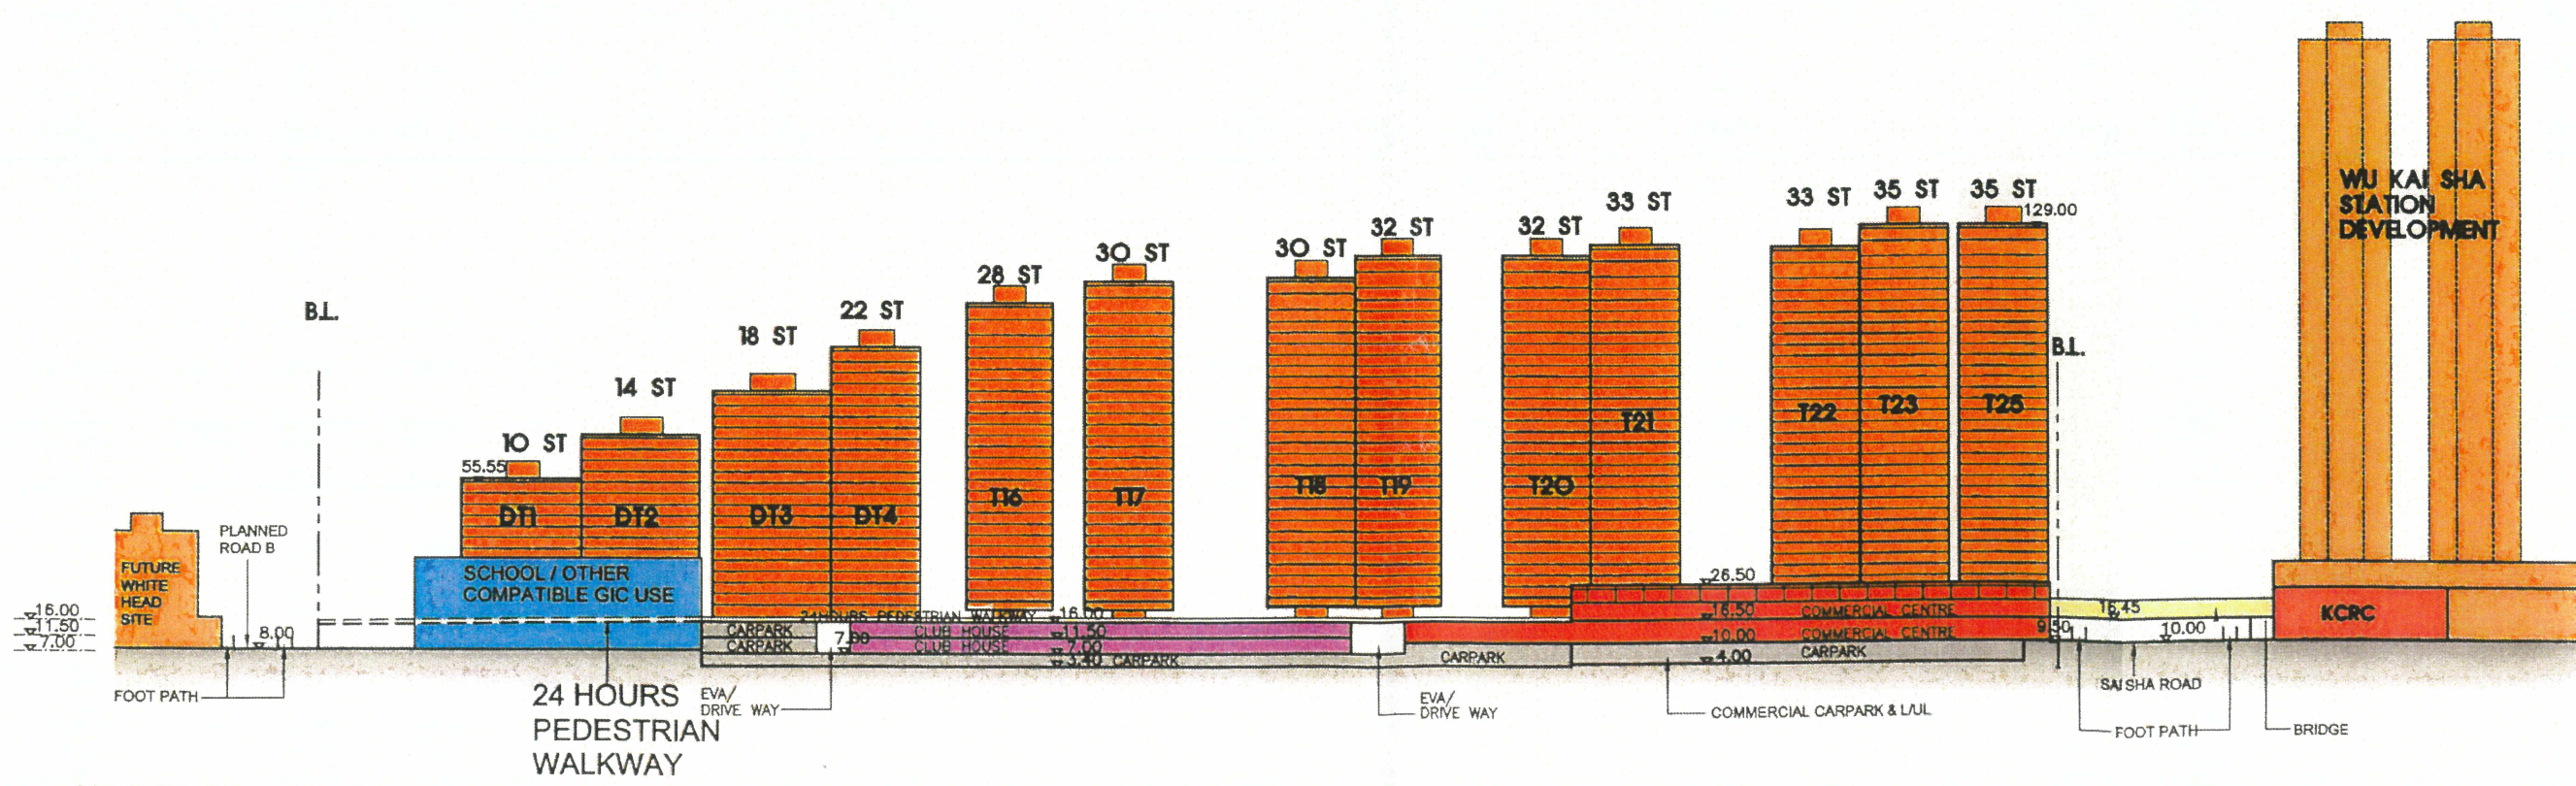 WU KAI SHA
STATION
DEVELOPMENT
35 ST
35 ST
33 ST
129.00
33 ST
32 ST
32 ST
30 ST
30 ST
28 ST
22 ST
B.L.
18 ST
B.L.
14 ST
T23
T25
T22
T21
10 ST
55.55
T16
T17
T18
T19
T20
DT1
DT2
DT3
DT4
PLANNED
ROAD B
FUTURE
WHITE
HEAD
SITE
SCHOOL / OTHER
COMPATIBLE GIC USE
26.50
16.00
11.50
7.00
8.00
24 HOURS PEDESTRIAN WALKWAY
16.00
16.50
COMMERCIAL CENTRE
16.45
KCRC
CARPARK
CLUB HOUSE
11.50
10.00
COMMERCIAL CENTRE
9.50
10.00
CARPARK
7.00
CLUB HOUSE
7.00
3.40
CARPARK
CARPARK
4.00
CARPARK
FOOT PATH
24 HOURS
PEDESTRIAN
WALKWAY
EVA/
DRIVE WAY
EVA/
DRIVE WAY
COMMERCIAL CARPARK & L/UL
SAI SHA ROAD
FOOT PATH
BRIDGE